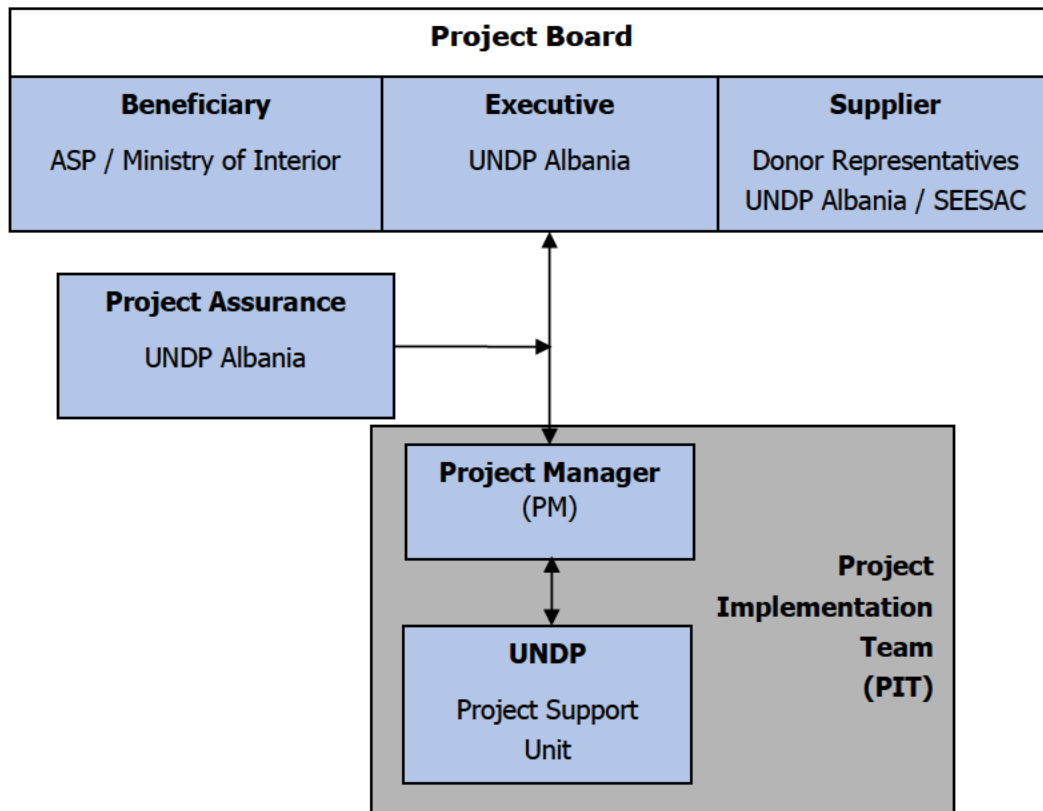 Project Board
Beneficiary
ASP / Ministry of Interior
Executive
UNDP Albania
Supplier
Donor Representatives
UNDP Albania / SEESAC
Project Assurance
UNDP Albania
Project Manager
(PM)
Project
Implementation
Team
(PIT)
UNDP
Project Support
Unit